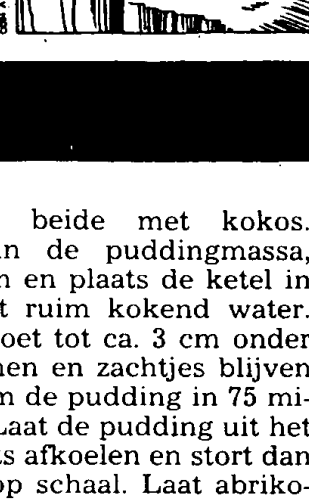 beide met kokos.
de puddingmassa,
en plaats de ketel in
ruim kokend water.
tot ca. 3 cm onder
en zachtjes blijven
de pudding in 75 mi-
Laat de pudding uit het
afkoelen en stort dan
op schaal. Laat abriko-